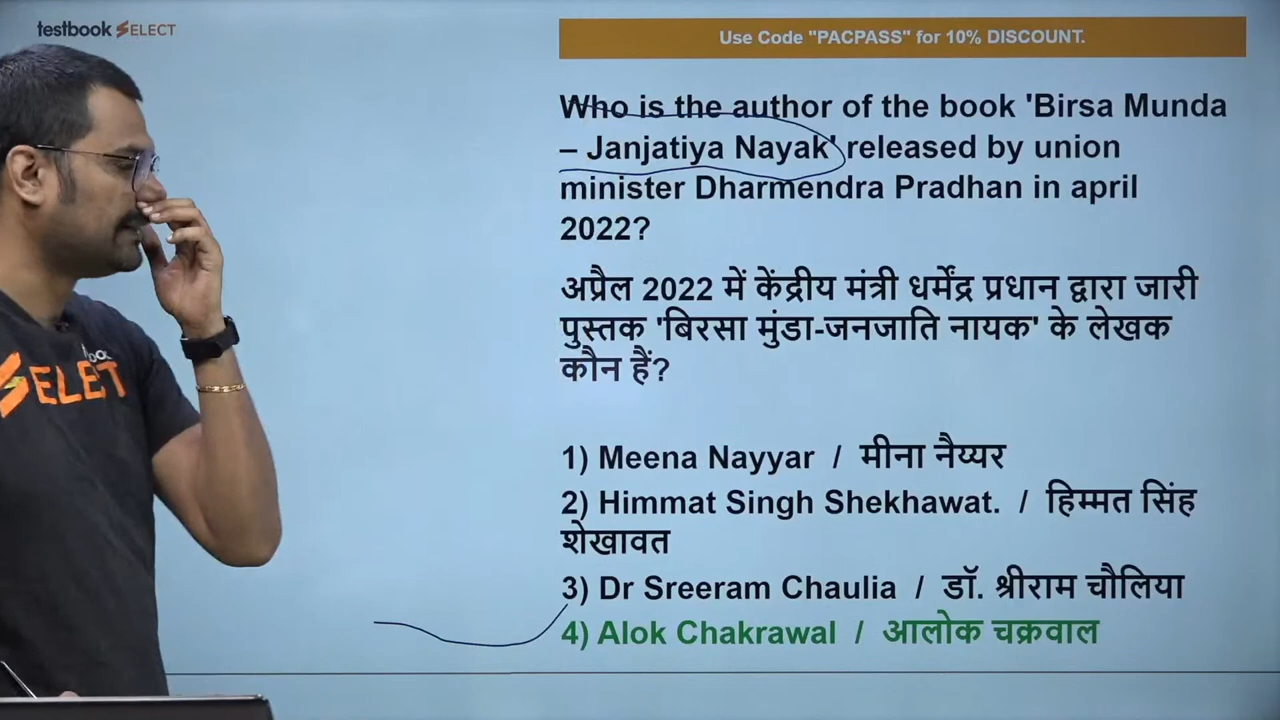 testbook SELECT
Use Code "PACPASS" for 10% DISCOUNT.
Who is the author of the book 'Birsa Munda
– Janjatiya Nayak' released by union
minister Dharmendra Pradhan in april
2022?
अप्रैल 2022 में केंद्रीय मंत्री धर्मेंद्र प्रधान द्वारा जारी
पुस्तक 'बिरसा मुंडा-जनजाति नायक' के लेखक
कौन हैं?
1) Meena Nayyar / मीना नैय्यर
2) Himmat Singh Shekhawat. / हिम्मत सिंह
शेखावत
3) Dr Sreeram Chaulia / डॉ. श्रीराम चौलिया
4) Alok Chakrawal / आलोक चक्रवाल
SELECT